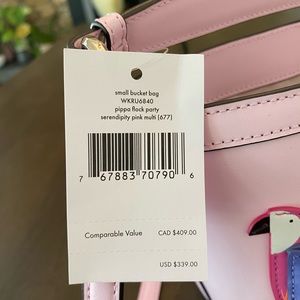 small bucket bag
WKRU6840
pippa flock party
serendipity pink multi (677)
7 67883 70790 6
Comparable Value CAD $409.00
USD $339.00